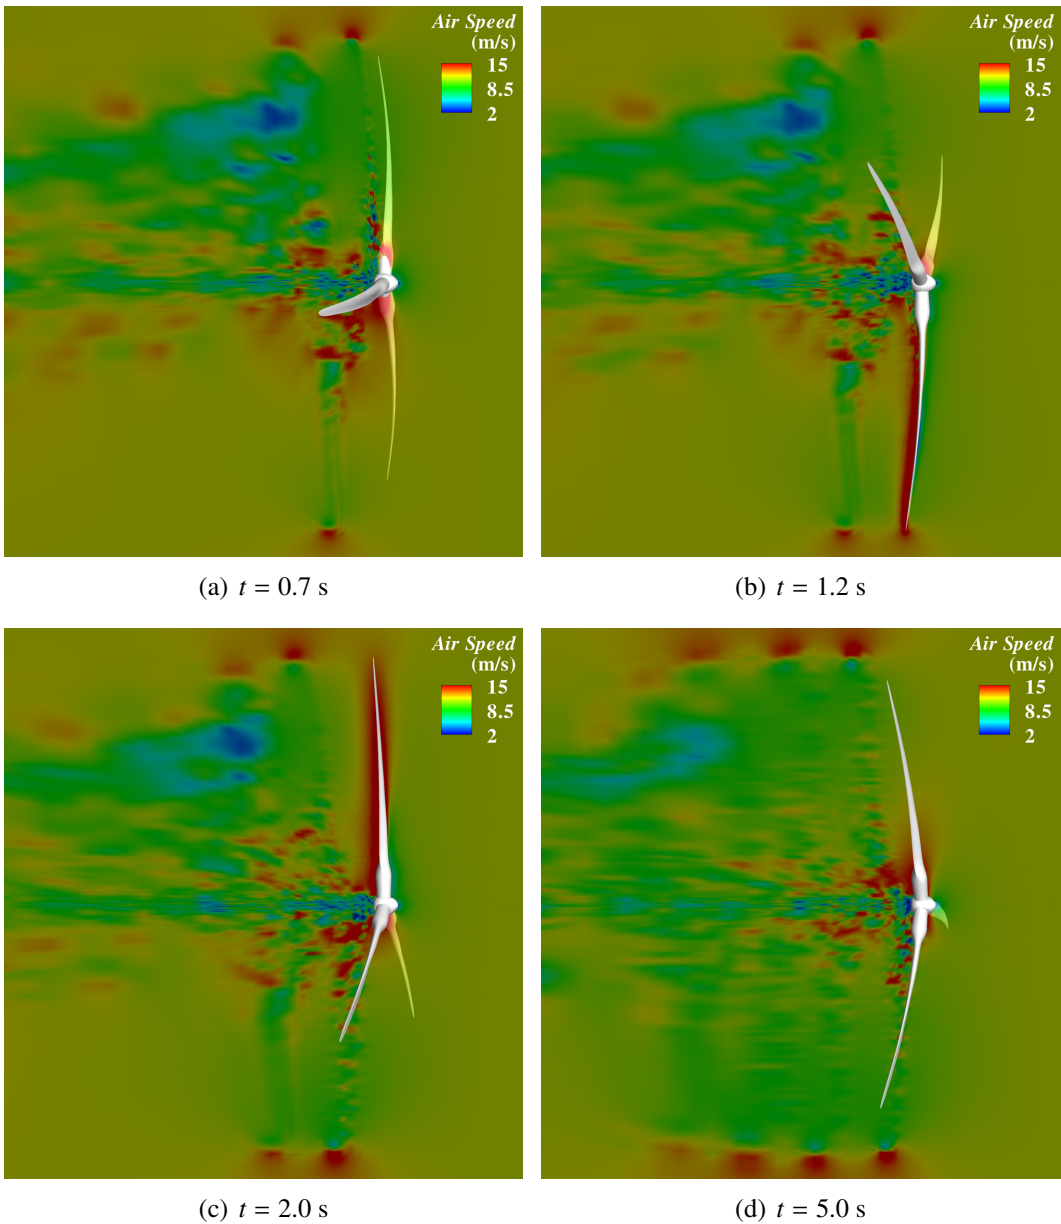 Air Speed
(m/s)
15
8.5
2
Air Speed
(m/s)
15
8.5
2
(a) t = 0.7 s
(b) t = 1.2 s
Air Speed
(m/s)
15
8.5
2
Air Speed
(m/s)
15
8.5
2
(c) t = 2.0 s
(d) t = 5.0 s